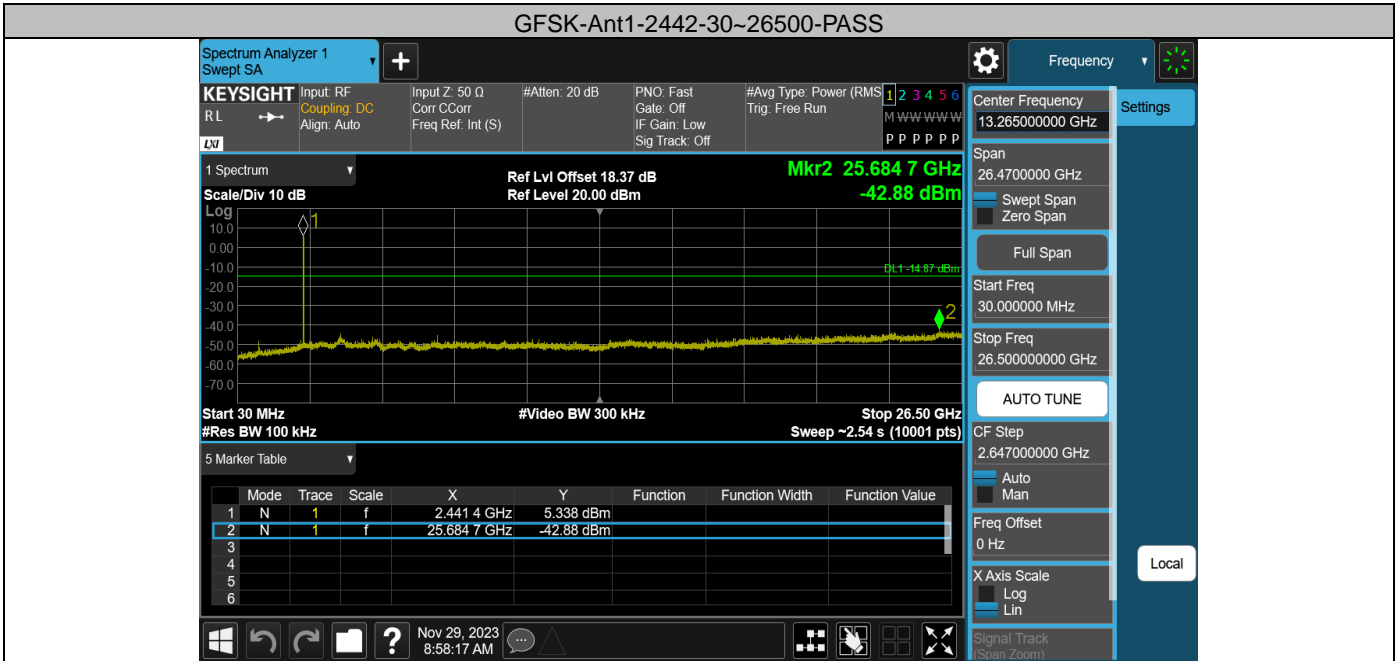 GFSK-Ant1-2442-30~26500-PASS
Spectrum Analyzer 1
Swept SA
+
Frequency
KEYSIGHT
RL
LXI
Input: RF
Coupling: DC
Align: Auto
Input Z: 50 Ω
Corr CCorr
Freq Ref: Int (S)
#Atten: 20 dB
PNO: Fast
Gate: Off
IF Gain: Low
Sig Track: Off
#Avg Type: Power (RMS
Trig: Free Run
1 2 3 4 5 6
M W W W W W
P P P P P P
1 Spectrum
Scale/Div 10 dB
Ref Lvl Offset 18.37 dB
Ref Level 20.00 dBm
Mkr2 25.684 7 GHz
-42.88 dBm
Log
10.0
0.00
-10.0
-20.0
-30.0
-40.0
-50.0
-60.0
-70.0
1
DL1 -14.87 dBm
2
Start 30 MHz
#Res BW 100 kHz
#Video BW 300 kHz
Stop 26.50 GHz
Sweep ~2.54 s (10001 pts)
5 Marker Table
Mode Trace Scale X Y Function Function Width Function Value
1 N 1 f 2.441 4 GHz 5.338 dBm
2 N 1 f 25.684 7 GHz -42.88 dBm
3
4
5
6
Center Frequency
13.265000000 GHz
Settings
Span
26.4700000 GHz
Swept Span
Zero Span
Full Span
Start Freq
30.000000 MHz
Stop Freq
26.500000000 GHz
AUTO TUNE
CF Step
2.647000000 GHz
Auto
Man
Freq Offset
0 Hz
X Axis Scale
Log
Lin
Signal Track
(Span Zoom)
Local
?
Nov 29, 2023
8:58:17 AM